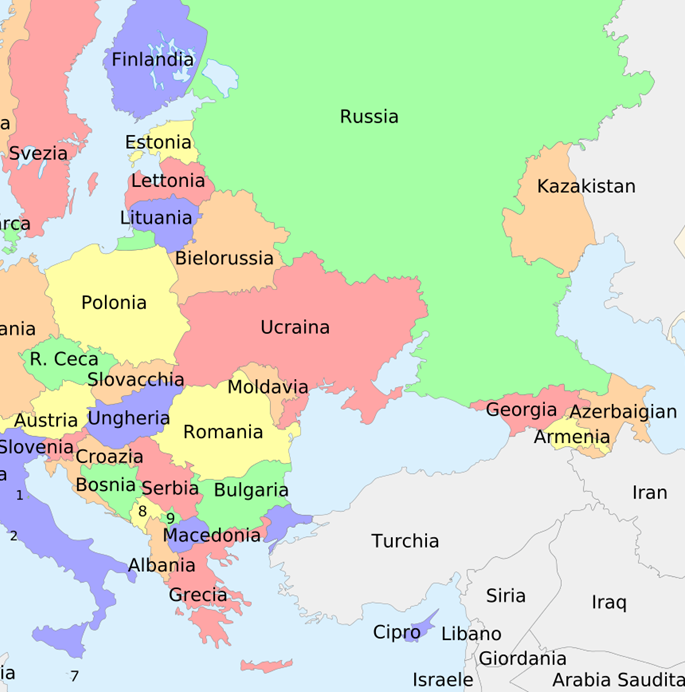 Finlandia
Russia
a
Svezia
Estonia
Lettonia
Kazakistan
Lituania
arca
Bielorussia
Polonia
ania
Ucraina
R. Ceca
Slovacchia
Moldavia
Austria
Ungheria
Georgia
Azerbaigian
Romania
Armenia
Slovenia
Croazia
a
Bosnia
Serbia
Bulgaria
Iran
1
8
9
2
Macedonia
Turchia
Albania
Grecia
Siria
Iraq
Cipro
Libano
Giordania
ia
7
Israele
Arabia Saudita